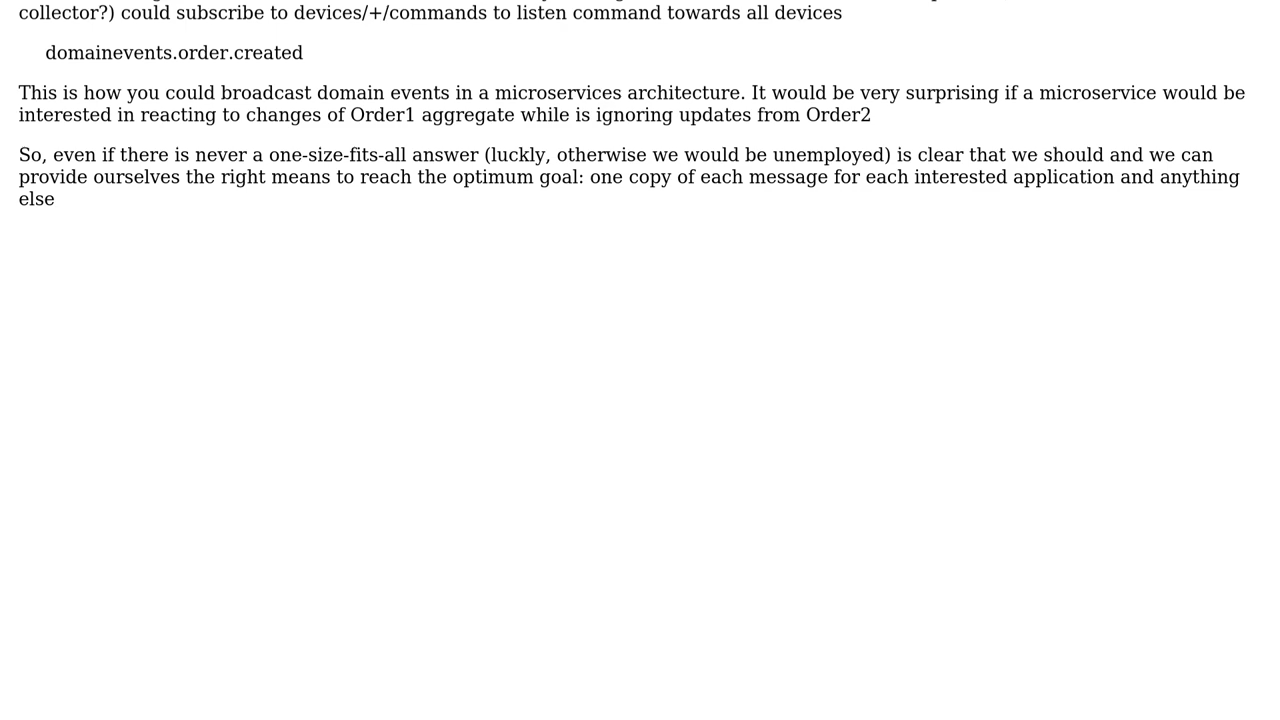 collector?) could subscribe to devices/+/commands to listen command towards all devices
domainevents.order.created
This is how you could broadcast domain events in a microservices architecture. It would be very surprising if a microservice would be
interested in reacting to changes of Order1 aggregate while is ignoring updates from Order2
So, even if there is never a one-size-fits-all answer (luckly, otherwise we would be unemployed) is clear that we should and we can
provide ourselves the right means to reach the optimum goal: one copy of each message for each interested application and anything
else